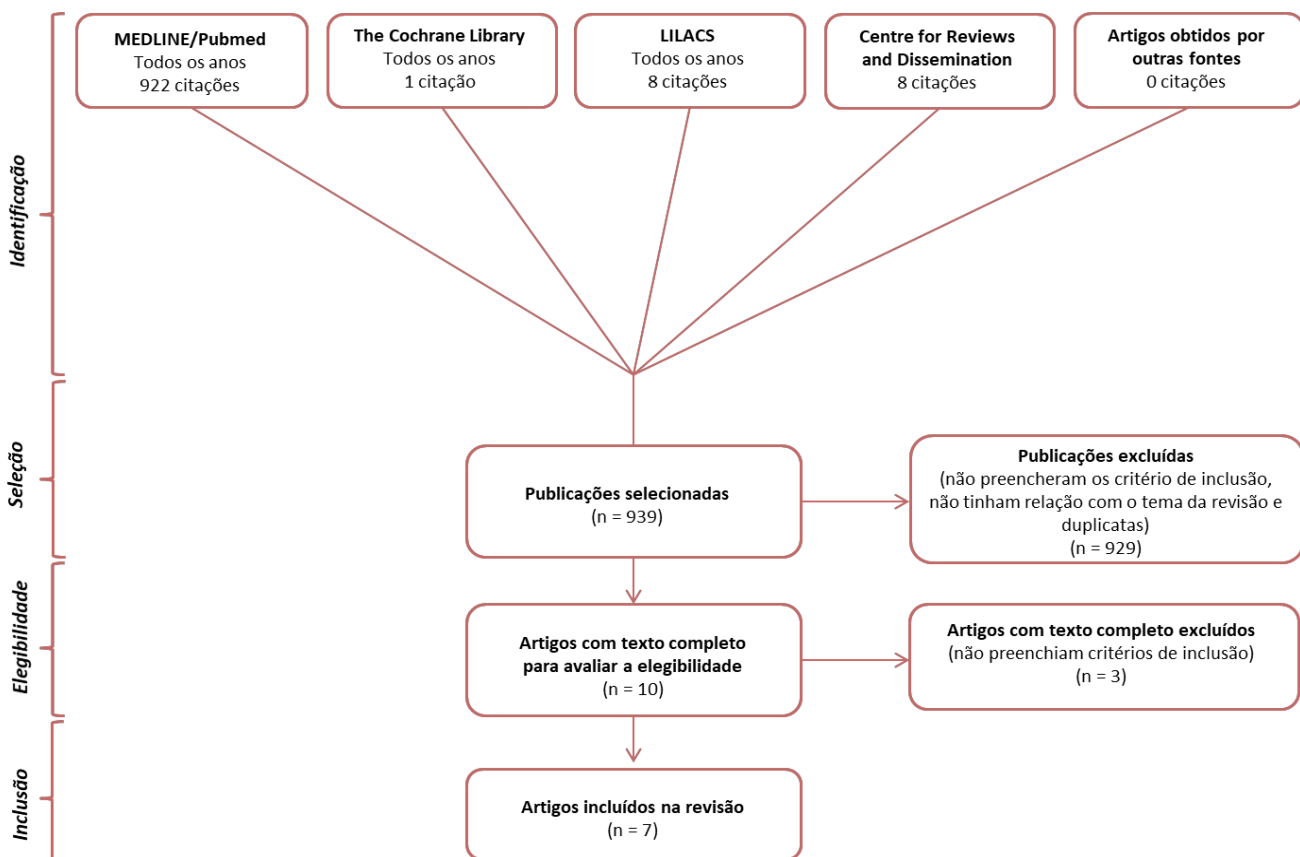 MEDLINE/Pubmed
Todos os anos
922 citações
The Cochrane Library
Todos os anos
1 citação
LILACS
Todos os anos
8 citações
Centre for Reviews
and Dissemination
8 citações
Artigos obtidos por
outras fontes
0 citações
Identificação
Seleção
Publicações selecionadas
(n = 939)
Publicações excluídas
(não preencheram os critério de inclusão,
não tinham relação com o tema da revisão e
duplicatas)
(n = 929)
Elegibilidade
Artigos com texto completo
para avaliar a elegibilidade
(n = 10)
Artigos com texto completo excluídos
(não preenchiam critérios de inclusão)
(n = 3)
Inclusão
Artigos incluídos na revisão
(n = 7)